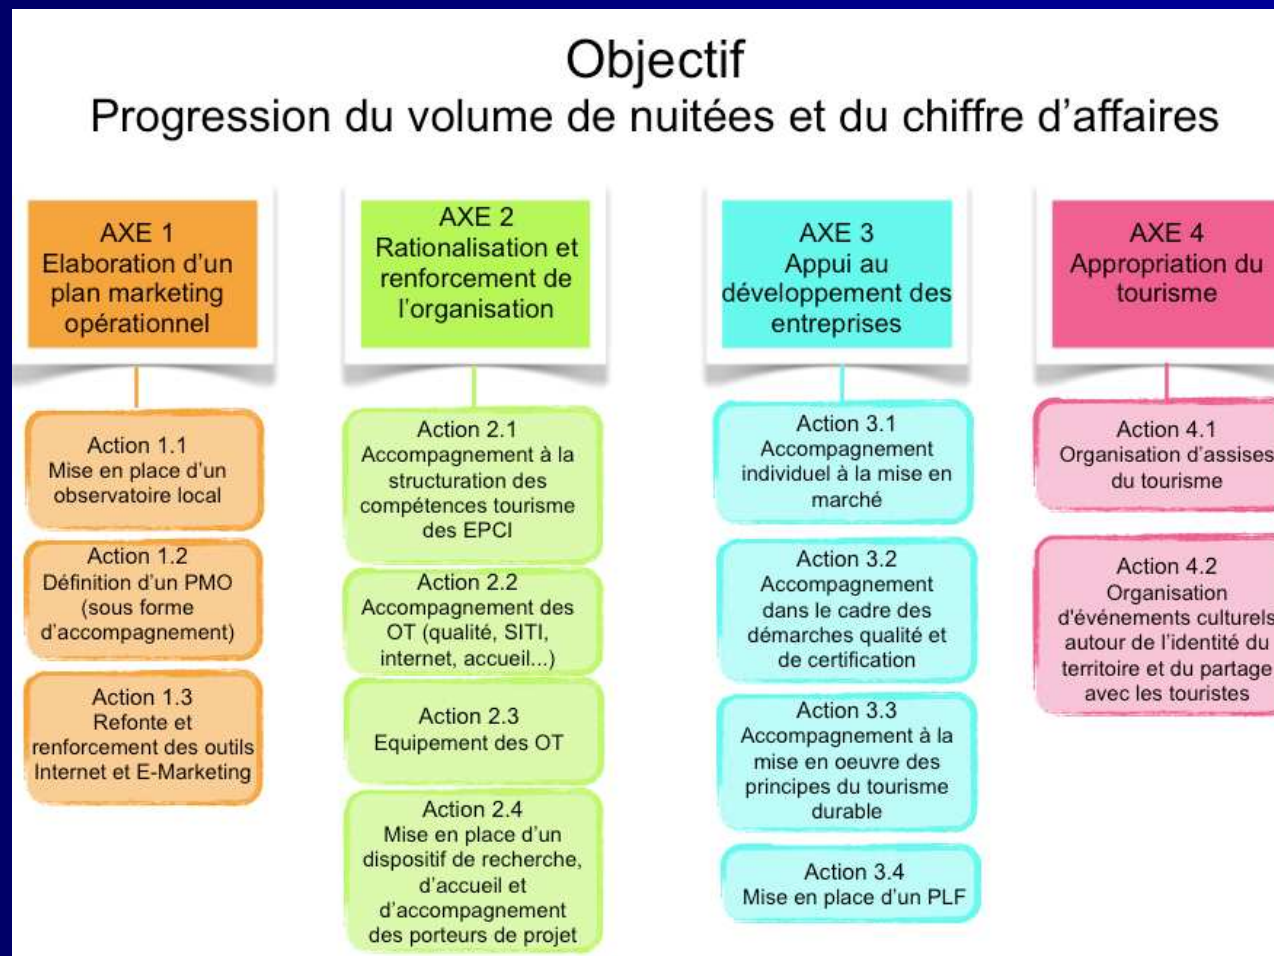 Objectif
Progression du volume de nuitées et du chiffre d'affaires
AXE 1
Elaboration d'un
plan marketing
opérationnel
Action 1.1
Mise en place d'un
observatoire local
Action 1.2
Définition d'un PMO
(sous forme
d'accompagnement)
Action 1.3
Refonte et
renforcement des outils
Internet et E-Marketing
AXE 2
Rationalisation et
renforcement de
l'organisation
Action 2.1
Accompagnement à la
structuration des
compétences tourisme
des EPCI
Action 2.2
Accompagnement des
OT (qualité, SITI,
internet, accueil...)
Action 2.3
Equipement des OT
Action 2.4
Mise en place d'un
dispositif de recherche,
d'accueil et
d'accompagnement
des porteurs de projet
AXE 3
Appui au
développement des
entreprises
Action 3.1
Accompagnement
individuel à la mise en
marché
Action 3.2
Accompagnement
dans le cadre des
démarches qualité et
de certification
Action 3.3
Accompagnement à la
mise en oeuvre des
principes du tourisme
durable
Action 3.4
Mise en place d'un PLF
AXE 4
Appropriation du
tourisme
Action 4.1
Organisation d'assises
du tourisme
Action 4.2
Organisation
d'événements culturels
autour de l'identité du
territoire et du partage
avec les touristes